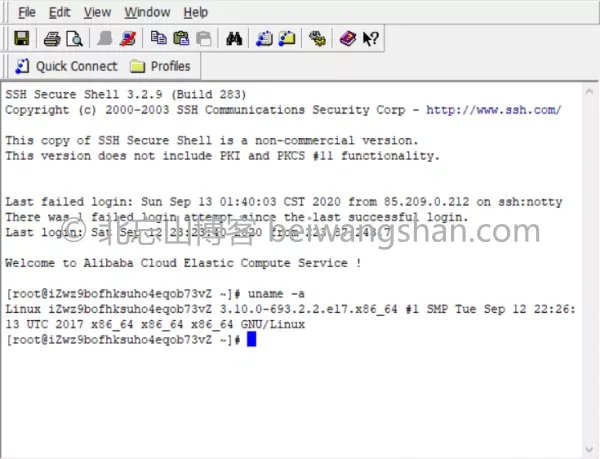 File Edit View Window Help
Quick Connect Profiles
SSH Secure Shell 3.2.9 (Build 283)
Copyright (c) 2000-2003 SSH Communications Security Corp - http://www.ssh.com/
This copy of SSH Secure Shell is a non-commercial version.
This version does not include PKI and PKCS #11 functionality.
Last failed login: Sun Sep 13 01:40:03 CST 2020 from 85.209.0.212 on ssh:notty
There was 1 failed login attempt since the last successful login.
Last login: Sat Sep 12 23:23:40 2020 from
© 北忘山博客 beiwangshan.com
Welcome to Alibaba Cloud Elastic Compute Service !
[root@iZwz9bofhksuho4eqob73vZ ~]# uname -a
Linux iZwz9bofhksuho4eqob73vZ 3.10.0-693.2.2.el7.x86_64 #1 SMP Tue Sep 12 22:26:
13 UTC 2017 x86_64 x86_64 x86_64 GNU/Linux
[root@iZwz9bofhksuho4eqob73vZ ~]#